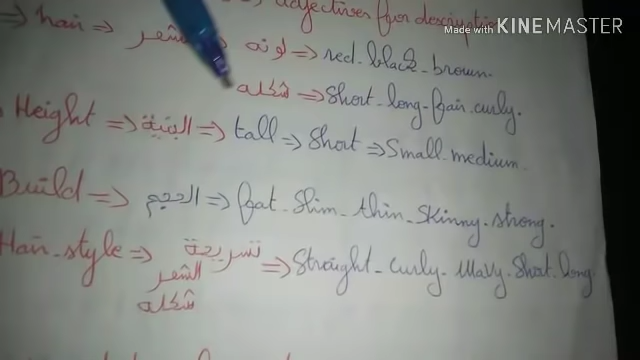 adjectives for description
Made with KINEMASTER
⇒ hair ⇒ الشعر ⇒ لونه ⇒ red - black - brown.
شكله ⇒ Short - long - fair - curly.
Height ⇒ البنية ⇒ tall ⇒ Short ⇒ Small - medium.
Build ⇒ الحجم ⇒ fat - Slim - thin - Skinny - strong.
Hair - style ⇒ تسريحة ⇒ Straight - Curly - Wavy - Short - long.
الشعر
شكله